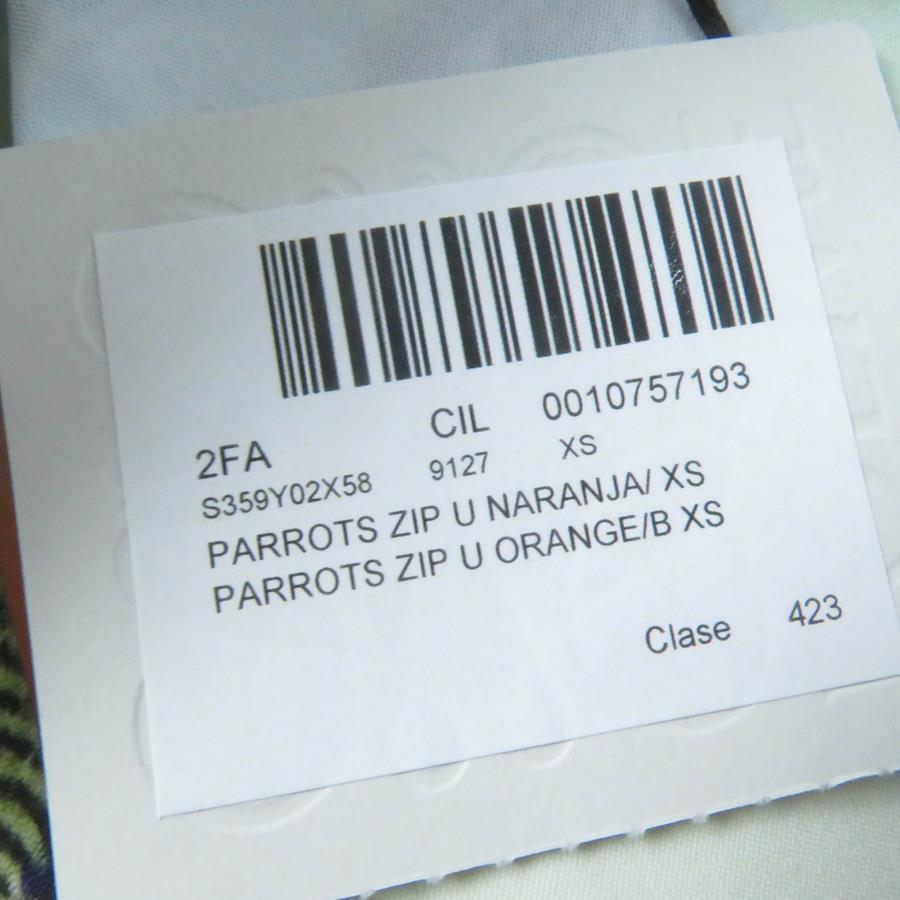 2FA CIL 0010757193
S359Y02X58 9127 XS
PARROTS ZIP U NARANJA/ XS
PARROTS ZIP U ORANGE/B XS
Clase 423